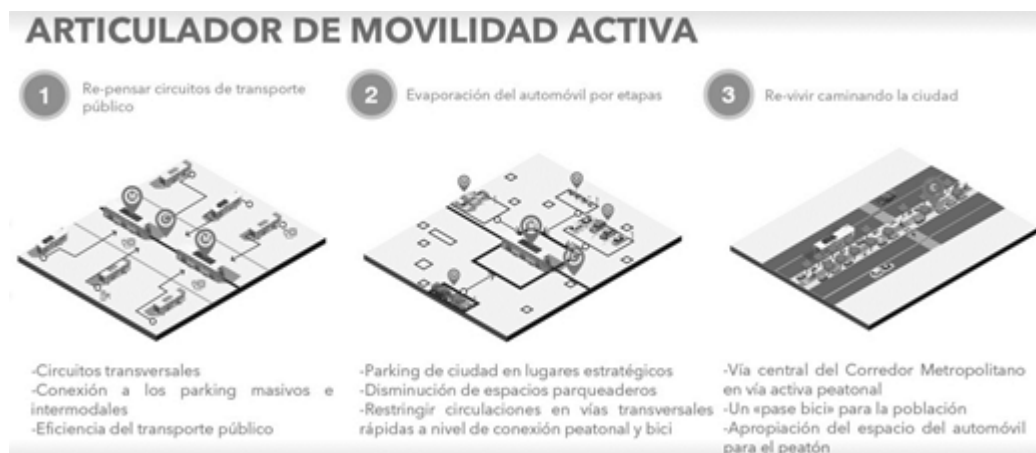 ARTICULADOR DE MOVILIDAD ACTIVA
1
Re-pensar circuitos de transporte
público
2
Evaporación del automóvil por etapas
3
Re-vivir caminando la ciudad
-Circuitos transversales
-Conexión a los parking masivos e
intermodales
-Eficiencia del transporte público
-Parking de ciudad en lugares estratégicos
-Disminución de espacios parqueaderos
-Restringir circulaciones en vías transversales
rápidas a nivel de conexión peatonal y bici
-Vía central del Corredor Metropolitano
en vía activa peatonal
-Un «pase bici» para la población
-Apropiación del espacio del automóvil
para el peatón